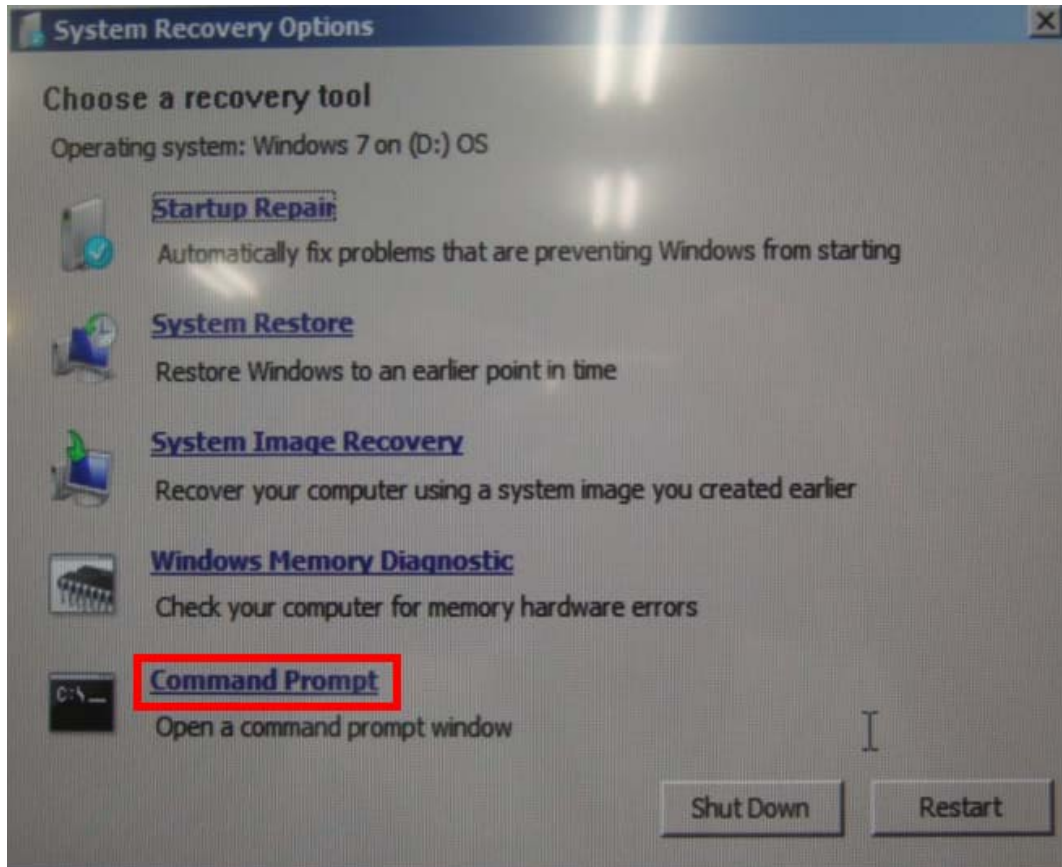 System Recovery Options
Choose a recovery tool
Operating system: Windows 7 on (D:) OS
Startup Repair
Automatically fix problems that are preventing Windows from starting
System Restore
Restore Windows to an earlier point in time
System Image Recovery
Recover your computer using a system image you created earlier
Windows Memory Diagnostic
Check your computer for memory hardware errors
C:\_
Command Prompt
Open a command prompt window
Shut Down
Restart